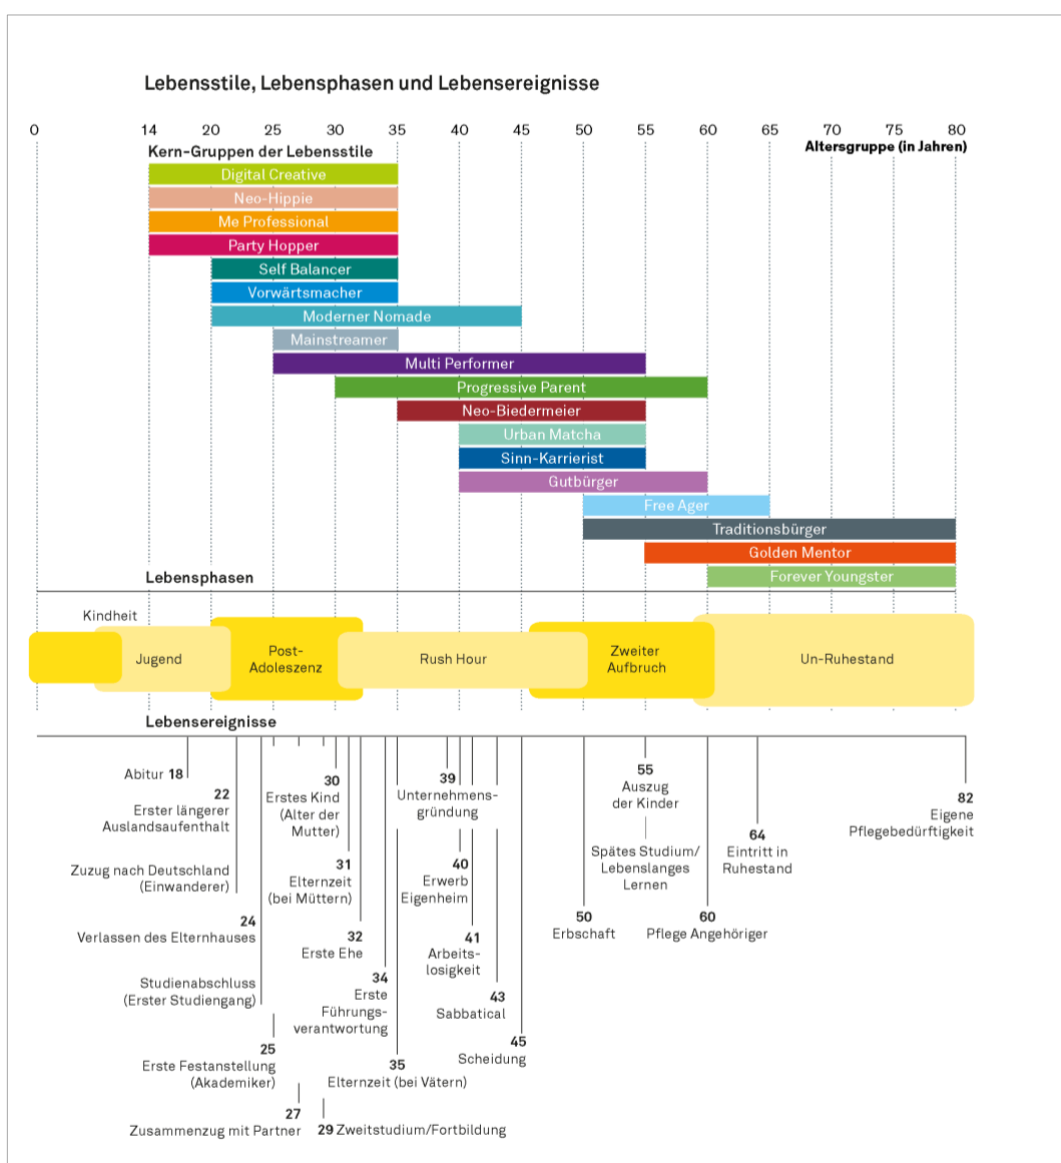 Lebensstile, Lebensphasen und Lebensereignisse
0 14 20 25 30 35 40 45 50 55 60 65 70 75 80
Kern-Gruppen der Lebensstile
Altersgruppe (in Jahren)
Digital Creative
Neo-Hippie
Me Professional
Party Hopper
Self Balancer
Vorwärtsmacher
Moderner Nomade
Mainstreamer
Multi Performer
Progressive Parent
Neo-Biedermeier
Urban Matcha
Sinn-Karrierist
Gutbürger
Free Ager
Traditionsbürger
Golden Mentor
Forever Youngster
Lebensphasen
Kindheit
Jugend
Post-
Adoleszenz
Rush Hour
Zweiter
Aufbruch
Un-Ruhestand
Lebensereignisse
Abitur 18
22
Erster längerer
Auslandsaufenthalt
Zuzug nach Deutschland
(Einwanderer)
24
Verlassen des Elternhauses
Studienabschluss
(Erster Studiengang)
25
Erste Festanstellung
(Akademiker)
27
Zusammenzug mit Partner
29 Zweitstudium/Fortbildung
30
Erstes Kind
(Alter der
Mutter)
31
Elternzeit
(bei Müttern)
32
Erste Ehe
34
Erste
Führungs-
verantwortung
35
Elternzeit (bei Vätern)
39
Unternehmens-
gründung
40
Erwerb
Eigenheim
41
Arbeits-
losigkeit
43
Sabbatical
45
Scheidung
50
Erbschaft
55
Auszug
der Kinder
Spätes Studium/
Lebenslanges
Lernen
60
Pflege Angehöriger
64
Eintritt in
Ruhestand
82
Eigene
Pflegebedürftigkeit